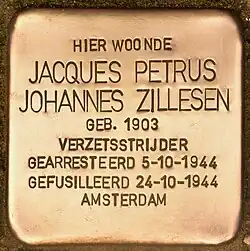 HIER WOONDE
JACQUES PETRUS
JOHANNES ZILLESEN
GEB. 1903
VERZETSSTRIJDER
GEARRESTEERD 5-10-1944
GEFUSILLEERD 24-10-1944
AMSTERDAM